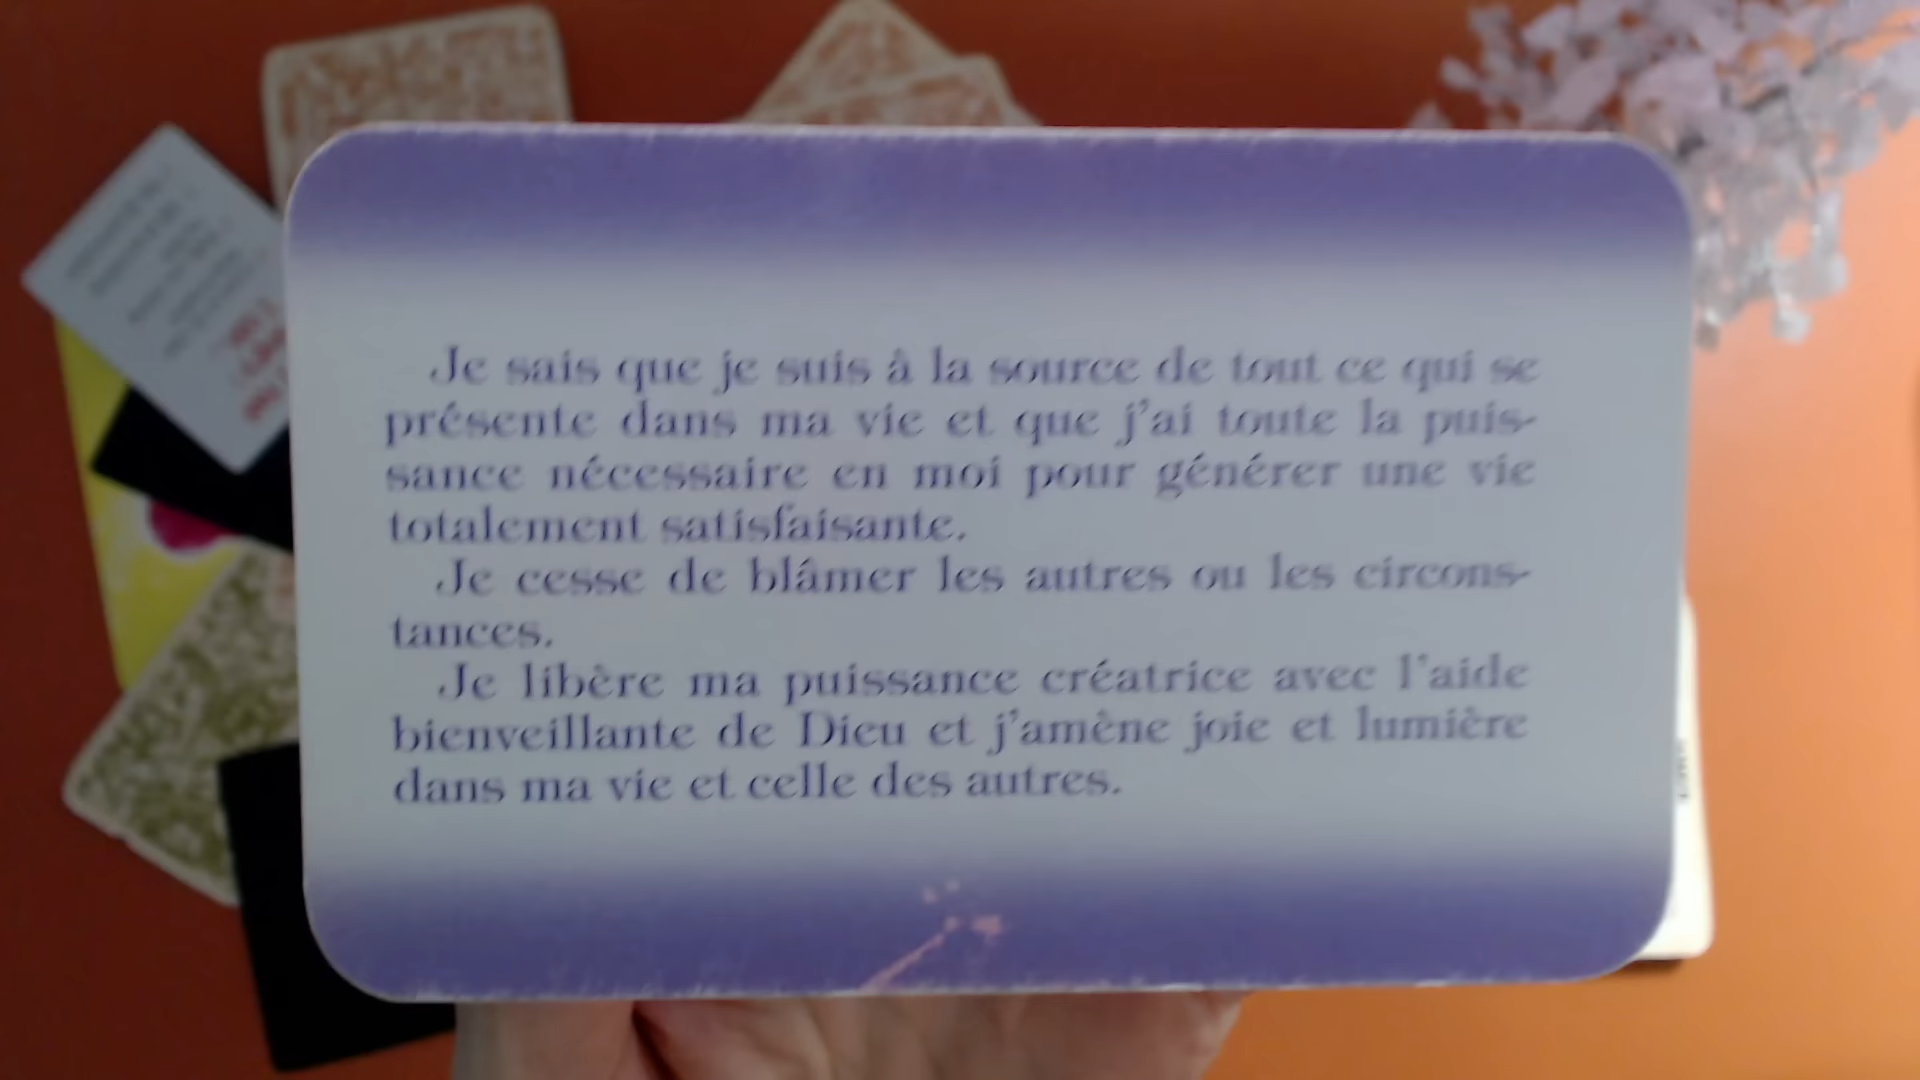 Je sais que je suis à la source de tout ce qui se
présente dans ma vie et que j'ai toute la puis-
sance nécessaire en moi pour générer une vie
totalement satisfaisante.
Je cesse de blâmer les autres ou les circons-
tances.
Je libère ma puissance créatrice avec l'aide
bienveillante de Dieu et j'amène joie et lumière
dans ma vie et celle des autres.